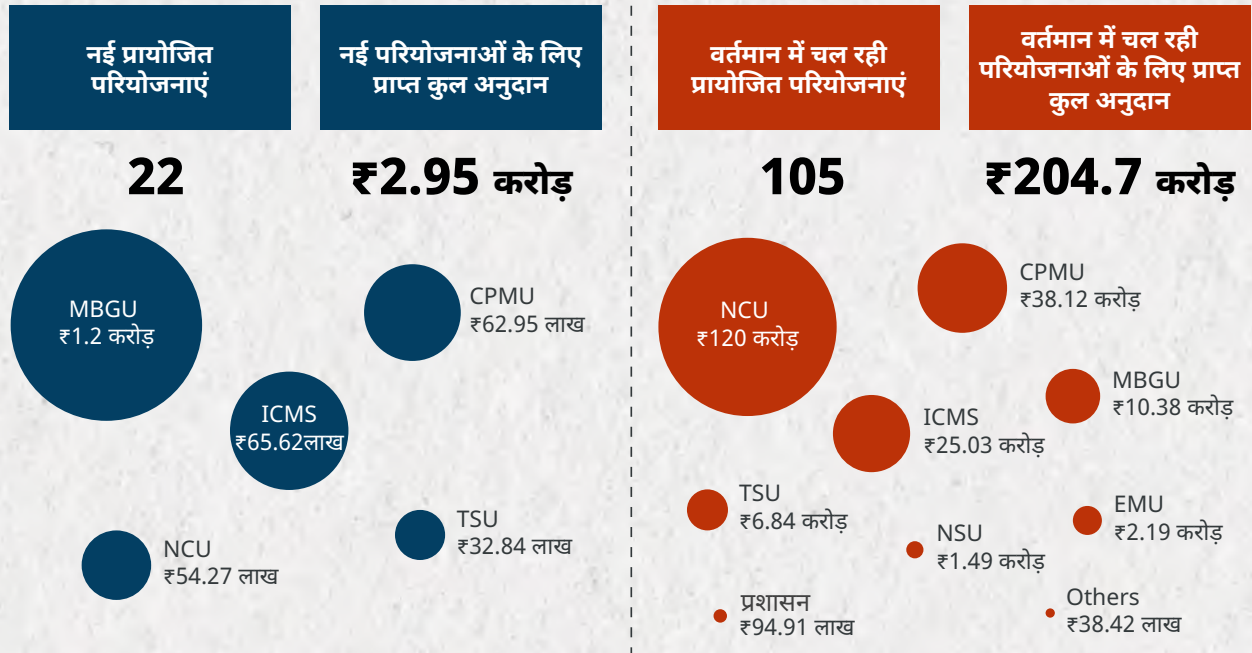 नई प्रायोजित
परियोजनाएं
22
नई परियोजनाओं के लिए
प्राप्त कुल अनुदान
₹2.95 करोड़
MBGU
₹1.2 करोड़
CPMU
₹62.95 लाख
ICMS
₹65.62लाख
TSU
₹32.84 लाख
NCU
₹54.27 लाख
वर्तमान में चल रही
प्रायोजित परियोजनाएं
105
वर्तमान में चल रही
परियोजनाओं के लिए प्राप्त
कुल अनुदान
₹204.7 करोड़
NCU
₹120 करोड़
CPMU
₹38.12 करोड़
MBGU
₹10.38 करोड़
ICMS
₹25.03 करोड़
TSU
₹6.84 करोड़
EMU
₹2.19 करोड़
NSU
₹1.49 करोड़
प्रशासन
₹94.91 लाख
Others
₹38.42 लाख